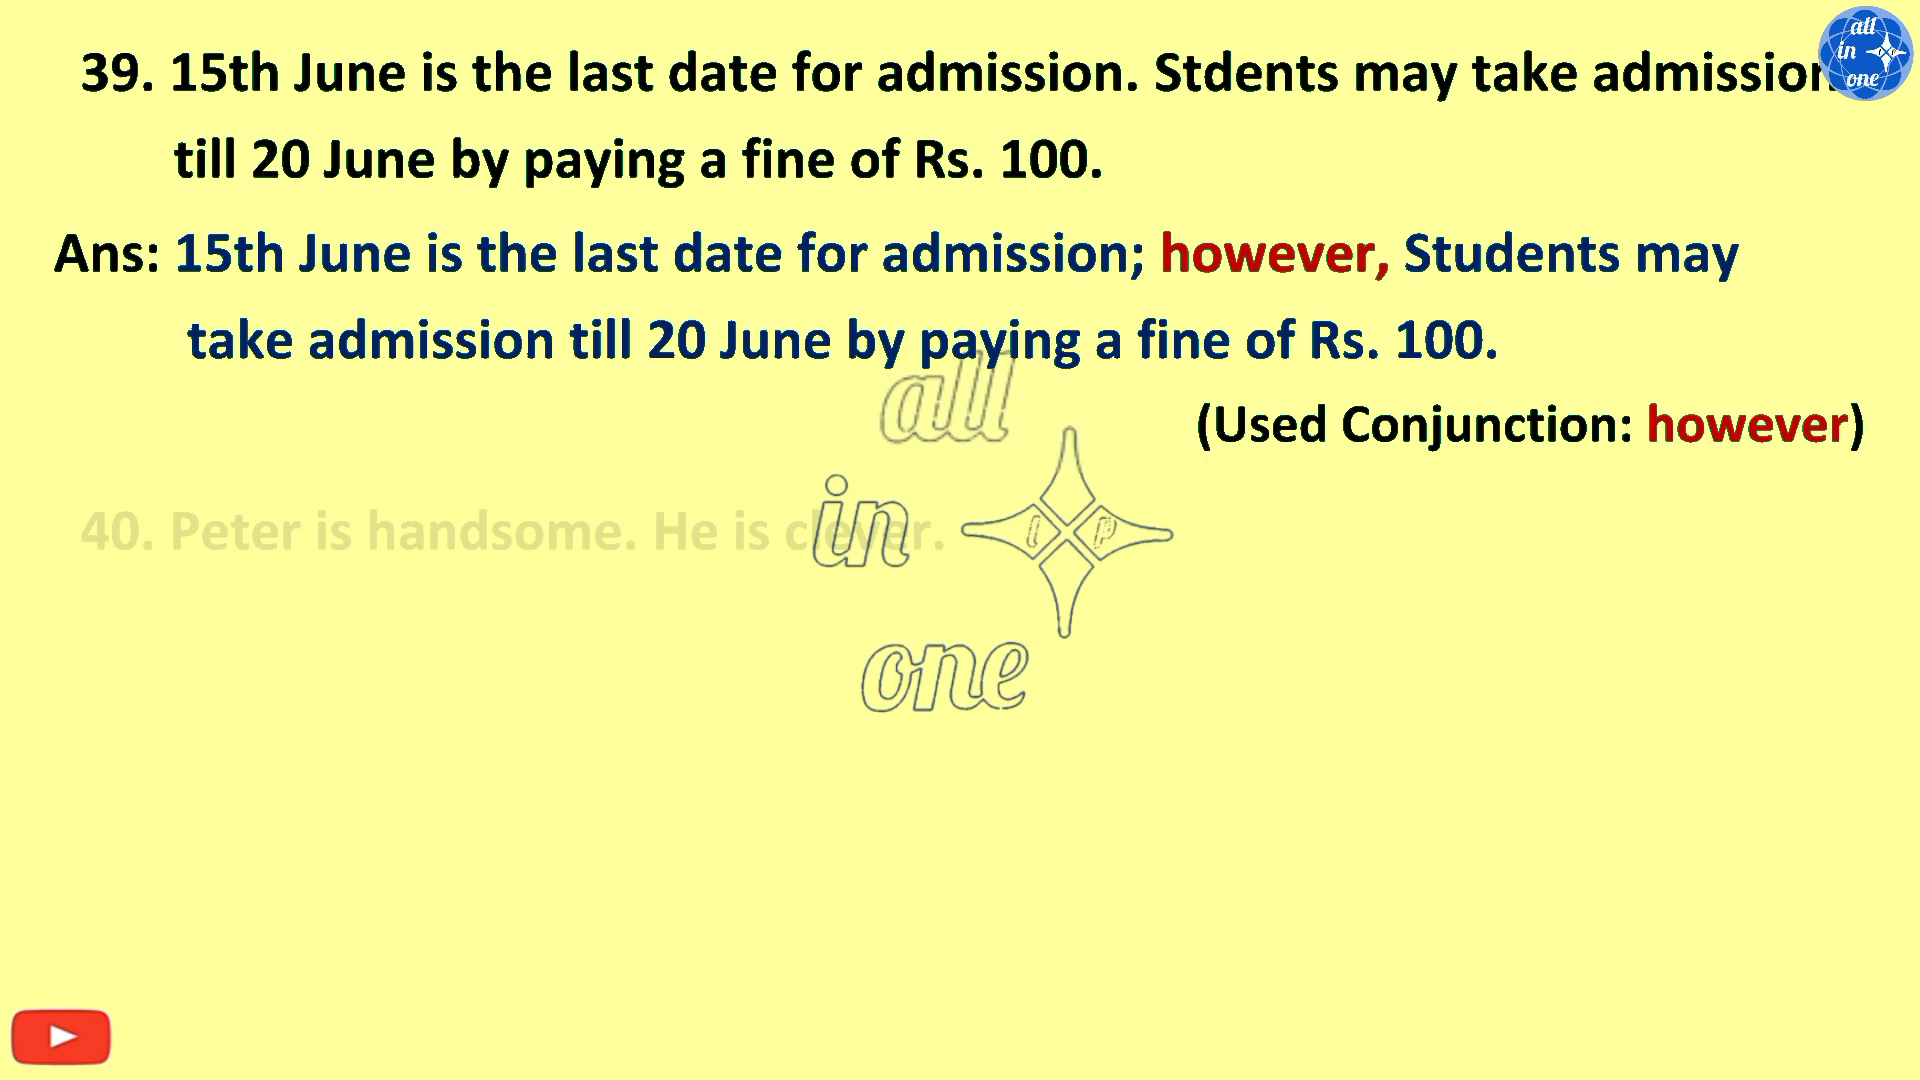 39. 15th June is the last date for admission. Stdents may take admission
till 20 June by paying a fine of Rs. 100.
Ans: 15th June is the last date for admission; however, Students may
take admission till 20 June by paying a fine of Rs. 100.
(Used Conjunction: however)
40. Peter is handsome. He is clever.
all
in
I P
one
all
in
one